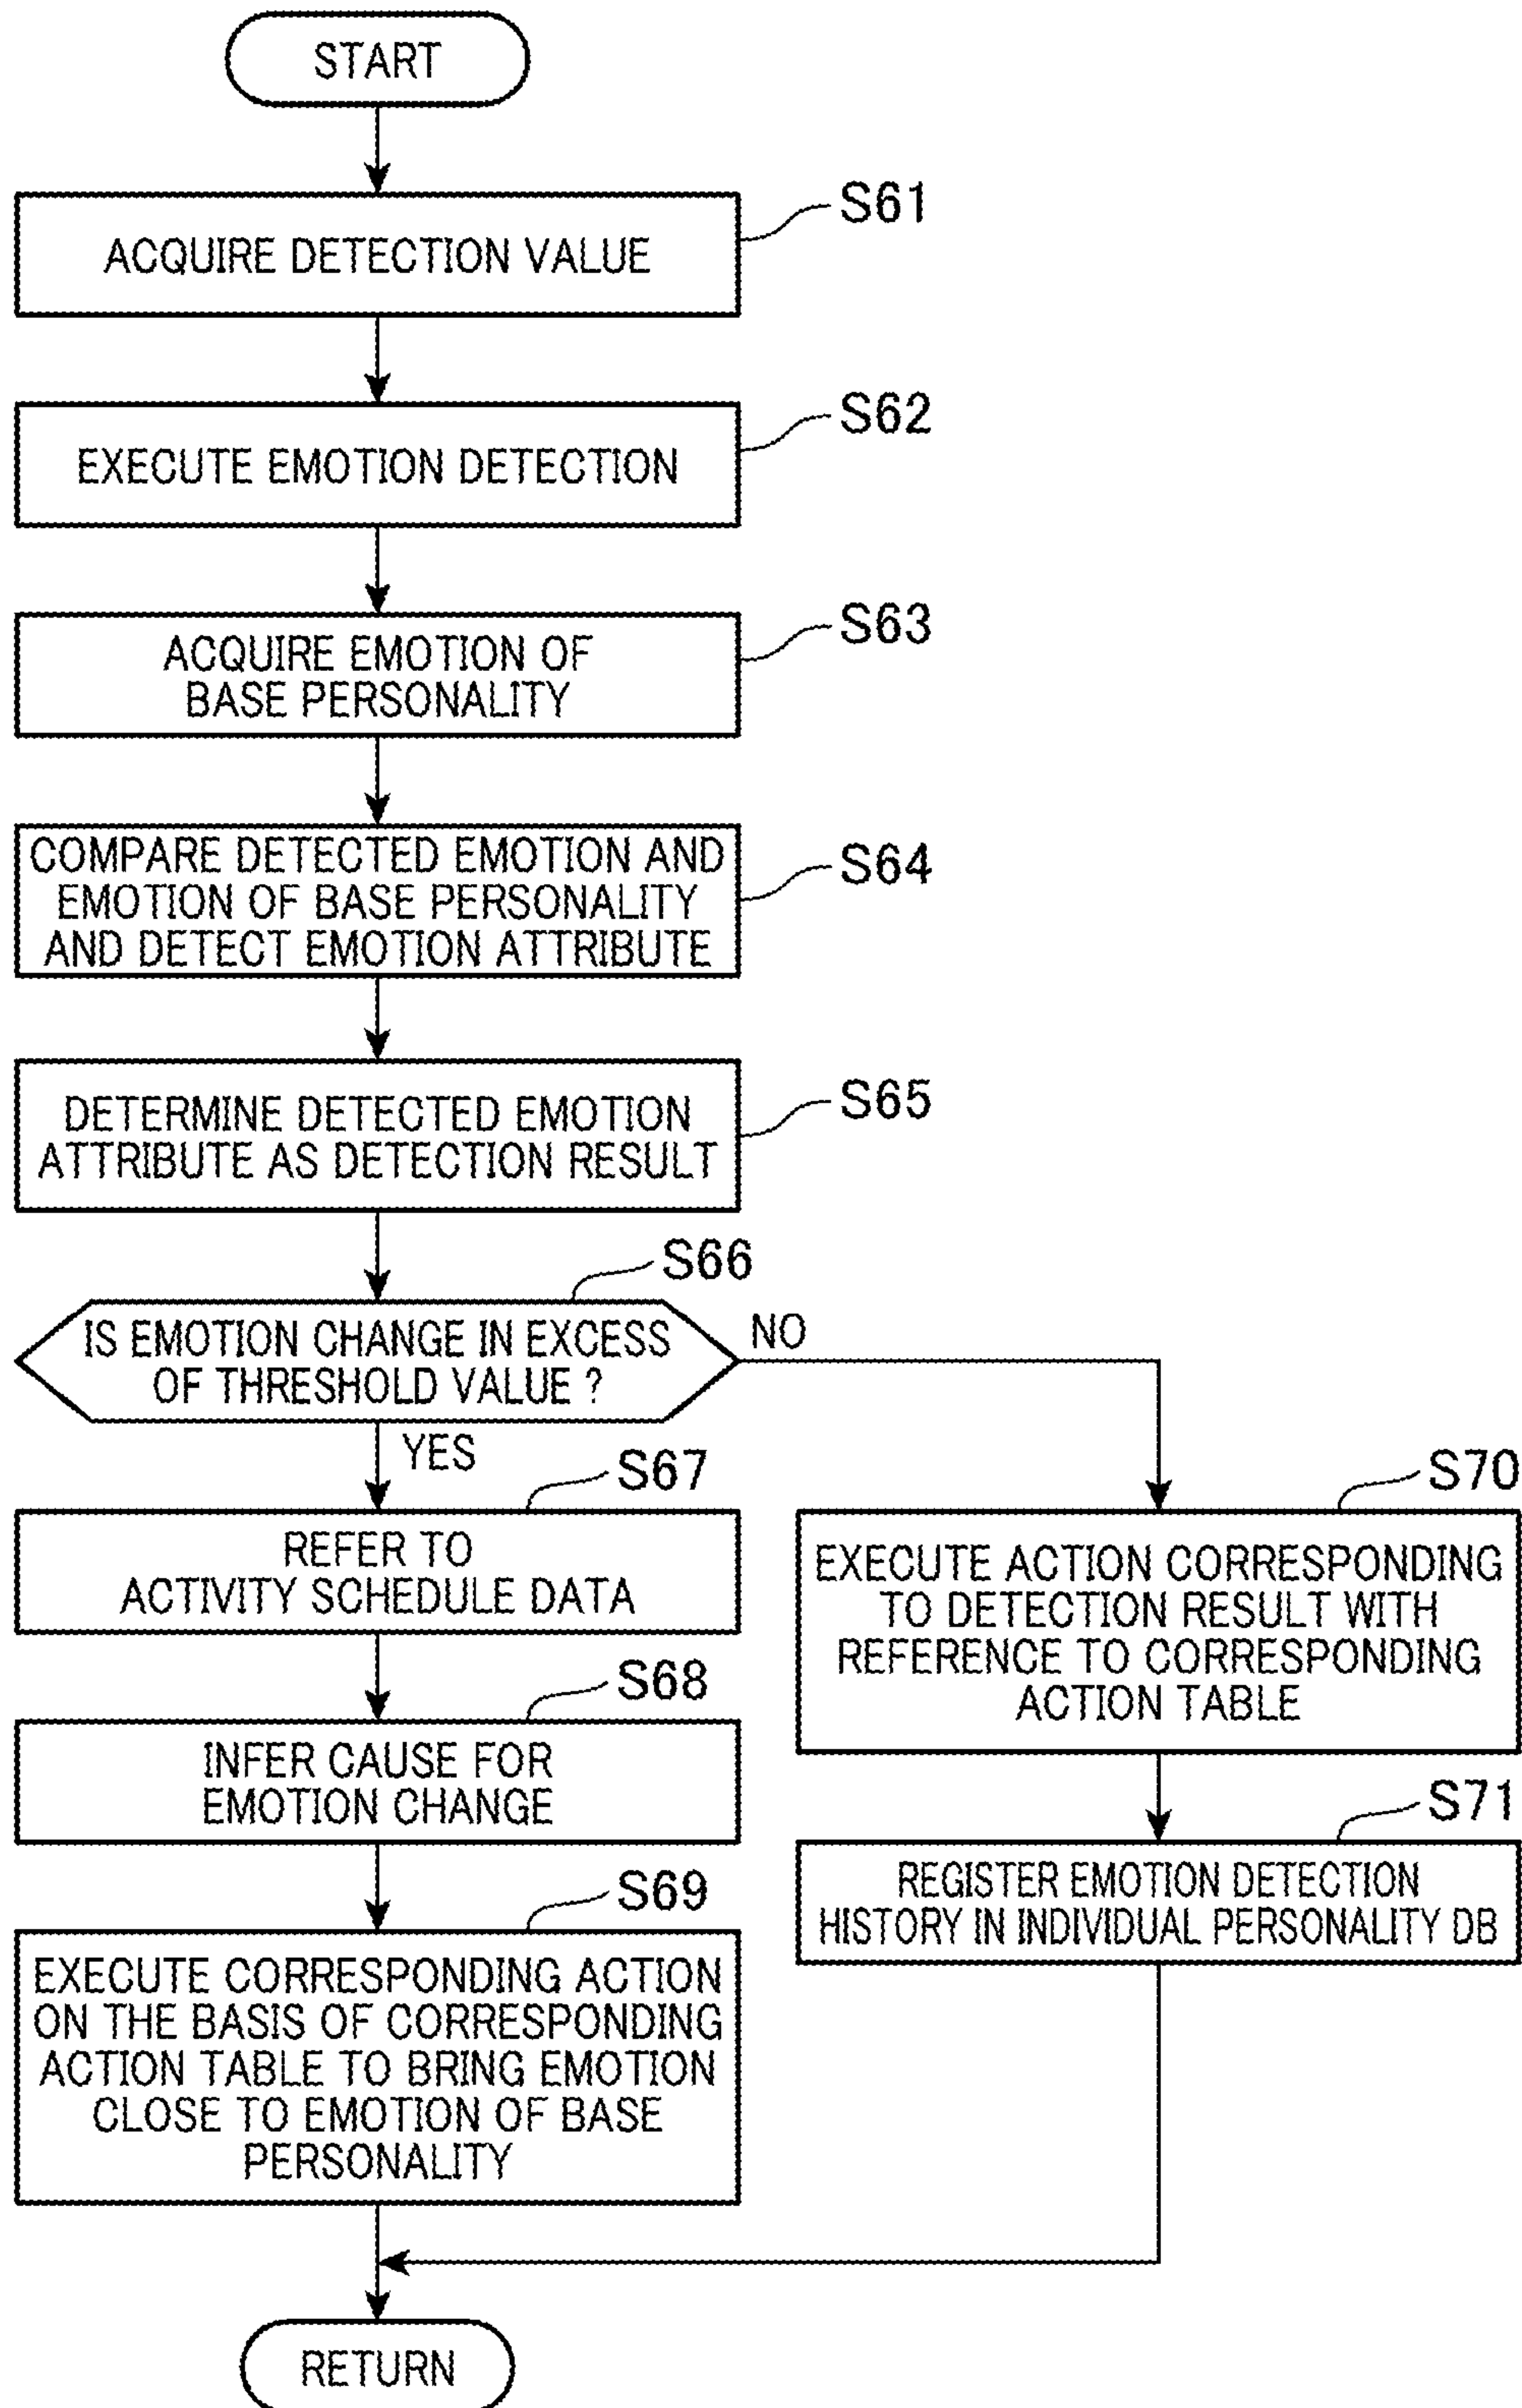 START
S61
ACQUIRE DETECTION VALUE
S62
EXECUTE EMOTION DETECTION
S63
ACQUIRE EMOTION OF
BASE PERSONALITY
S64
COMPARE DETECTED EMOTION AND
EMOTION OF BASE PERSONALITY
AND DETECT EMOTION ATTRIBUTE
S65
DETERMINE DETECTED EMOTION
ATTRIBUTE AS DETECTION RESULT
S66
IS EMOTION CHANGE IN EXCESS
OF THRESHOLD VALUE ?
NO
YES
S67
REFER TO
ACTIVITY SCHEDULE DATA
S68
INFER CAUSE FOR
EMOTION CHANGE
S69
EXECUTE CORRESPONDING ACTION
ON THE BASIS OF CORRESPONDING
ACTION TABLE TO BRING EMOTION
CLOSE TO EMOTION OF BASE
PERSONALITY
S70
EXECUTE ACTION CORRESPONDING
TO DETECTION RESULT WITH
REFERENCE TO CORRESPONDING
ACTION TABLE
S71
REGISTER EMOTION DETECTION
HISTORY IN INDIVIDUAL PERSONALITY DB
RETURN